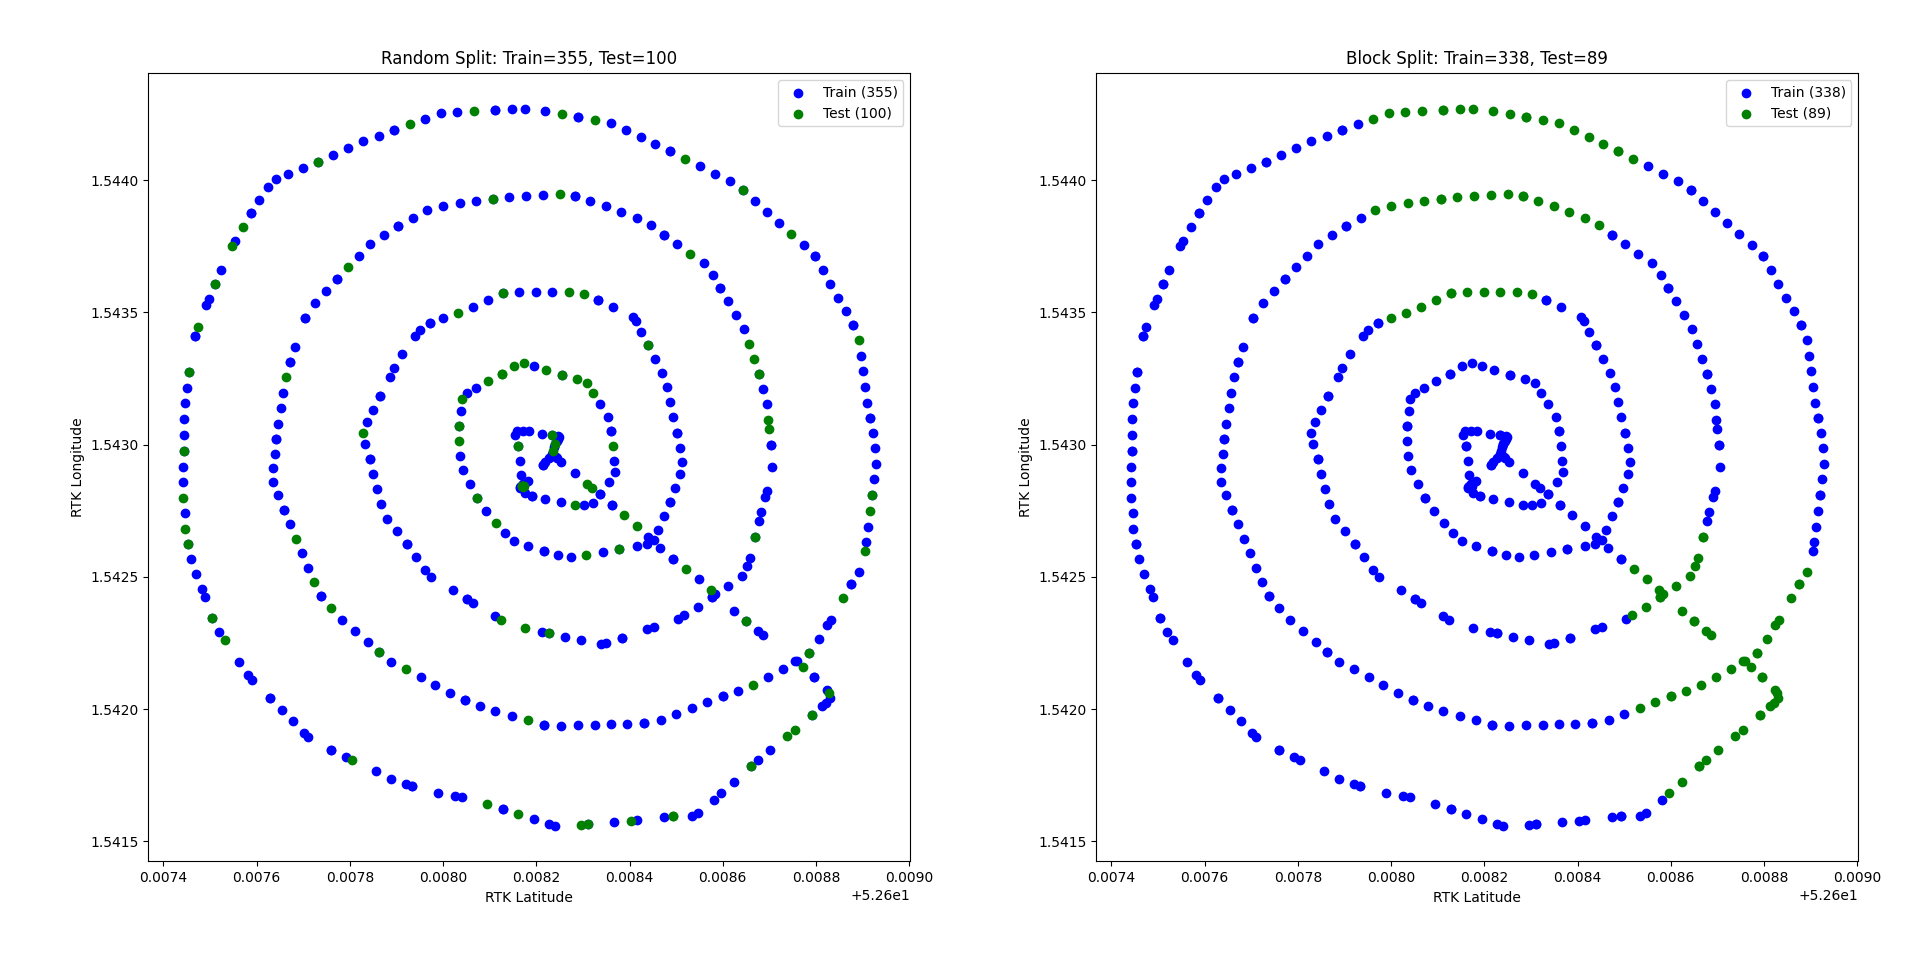 Random Split: Train=355, Test=100
Train (355)
Test (100)
1.5440
1.5435
1.5430
1.5425
1.5420
1.5415
RTK Longitude
0.0074 0.0076 0.0078 0.0080 0.0082 0.0084 0.0086 0.0088 0.0090
RTK Latitude
+5.26e1
Block Split: Train=338, Test=89
Train (338)
Test (89)
1.5440
1.5435
1.5430
1.5425
1.5420
1.5415
RTK Longitude
0.0074 0.0076 0.0078 0.0080 0.0082 0.0084 0.0086 0.0088 0.0090
RTK Latitude
+5.26e1